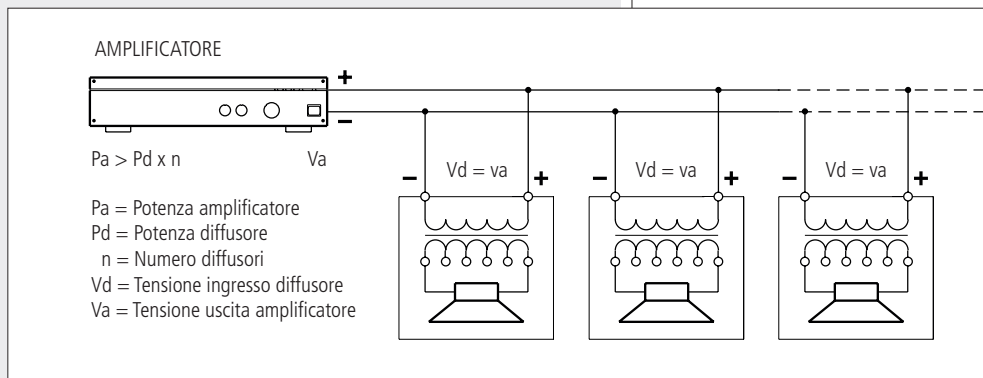 AMPLIFICATORE
+
−
Pa > Pd x n Va
− Vd = va + − Vd = va + − Vd = va +
Pa = Potenza amplificatore
Pd = Potenza diffusore
n = Numero diffusori
Vd = Tensione ingresso diffusore
Va = Tensione uscita amplificatore